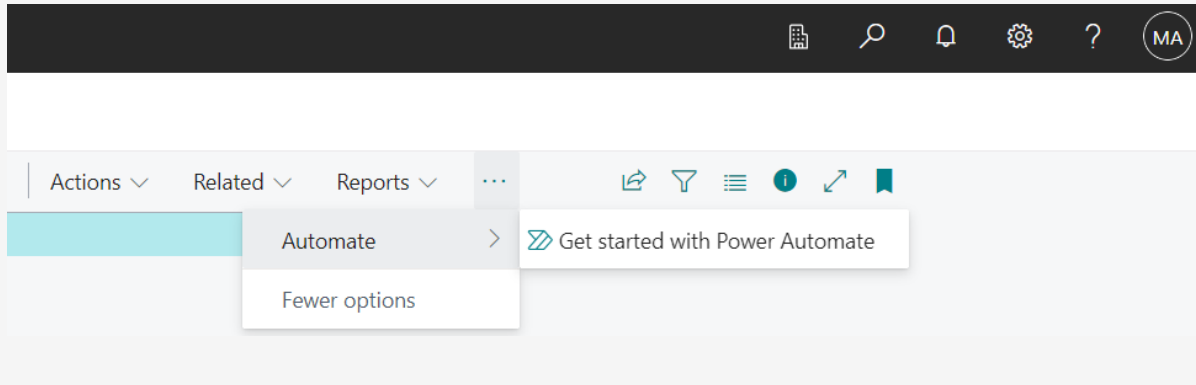 MA
Actions Related Reports ...
Automate Get started with Power Automate
Fewer options